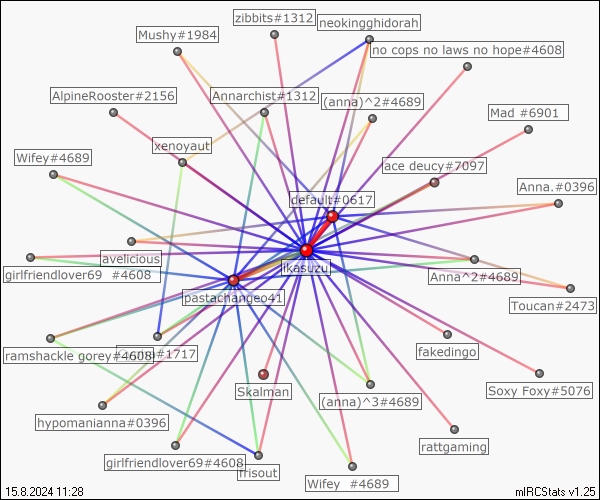 zibbits#1312
neokingghidorah
Mushy#1984
no cops no laws no hope#4608
AlpineRooster#2156
Annarchist#1312
(anna)^2#4689
Mad #6901
xenoyaut
Wifey#4689
ace deucy#7097
Anna.#0396
default#0617
avelicious
ikasuzu
girlfriendlover69 #4608
Anna^2#4689
pastachangeo41
Toucan#2473
ramshackle gorey#4608
#1717
fakedingo
Skalman
Soxy Foxy#5076
(anna)^3#4689
hypomanianna#0396
rattgaming
girlfriendlover69#4608
frisout
Wifey #4689
15.8.2024 11:28
mIRCStats v1.25